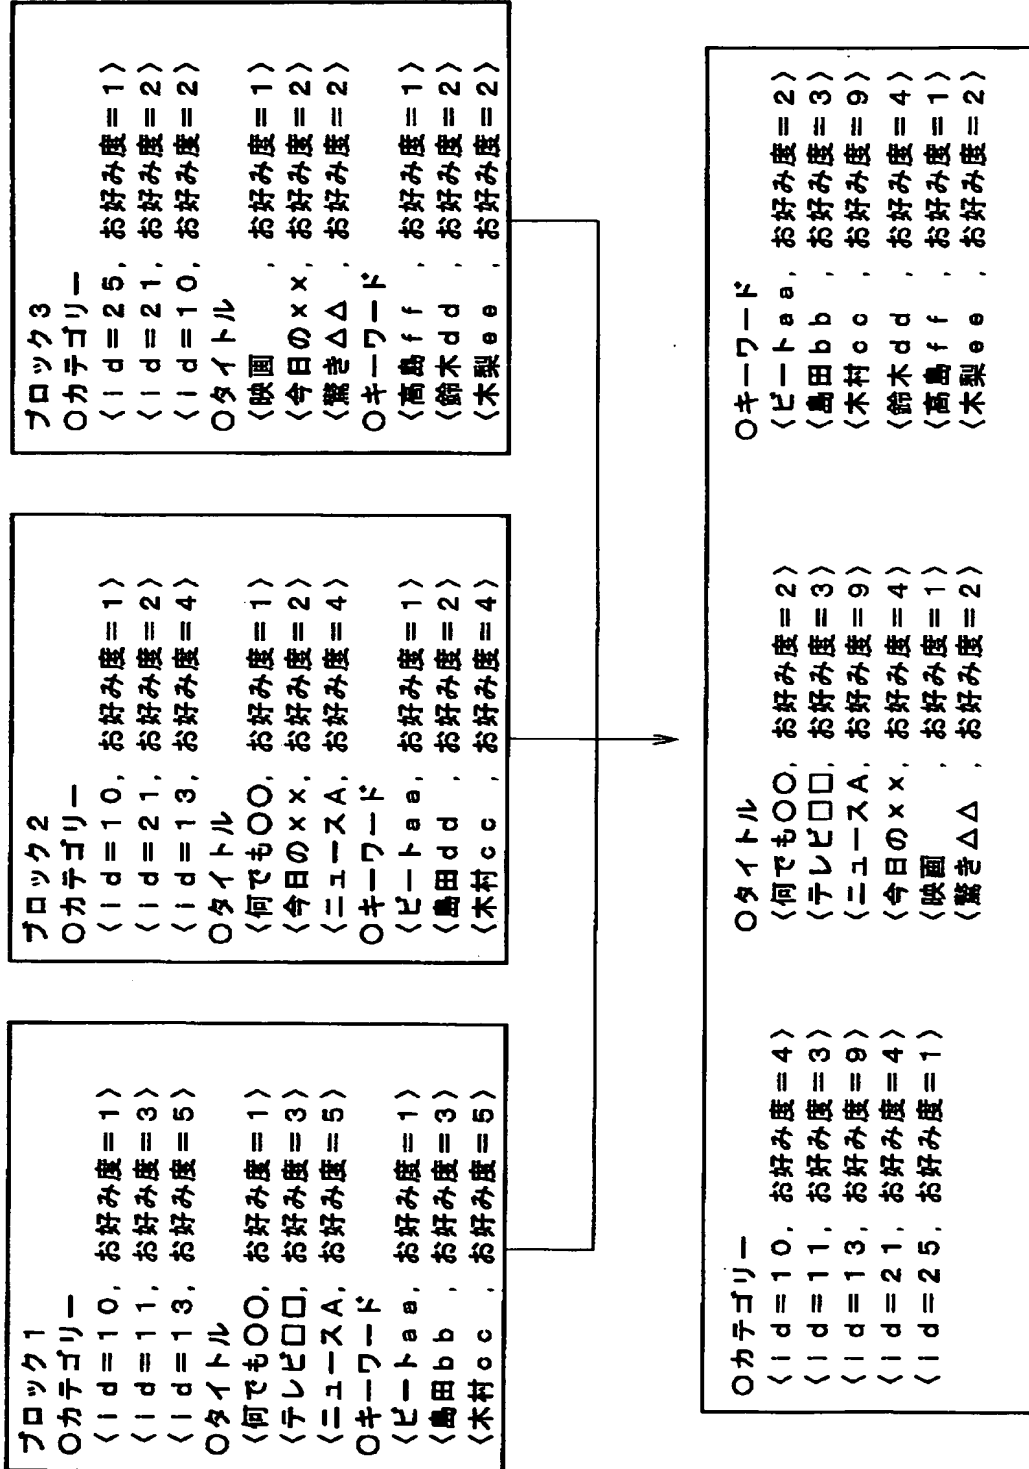 ブロック1
○カテゴリー
〈id=10, お好み度=1〉
〈id=11, お好み度=3〉
〈id=13, お好み度=5〉
○タイトル
〈何でも○○, お好み度=1〉
〈テレビ□□, お好み度=3〉
〈ニュースA, お好み度=5〉
○キーワード
〈ビートaa, お好み度=1〉
〈島田bb , お好み度=3〉
〈木村cc , お好み度=5〉
ブロック2
○カテゴリー
〈id=10, お好み度=1〉
〈id=21, お好み度=2〉
〈id=13, お好み度=4〉
○タイトル
〈何でも○○, お好み度=1〉
〈今日の××, お好み度=2〉
〈ニュースA, お好み度=4〉
○キーワード
〈ビートaa, お好み度=1〉
〈島田dd , お好み度=2〉
〈木村cc , お好み度=4〉
ブロック3
○カテゴリー
〈id=25, お好み度=1〉
〈id=21, お好み度=2〉
〈id=10, お好み度=2〉
○タイトル
〈映画 , お好み度=1〉
〈今日の××, お好み度=2〉
〈驚き△△ , お好み度=2〉
○キーワード
〈高島ff , お好み度=1〉
〈鈴木dd , お好み度=2〉
〈木梨ee , お好み度=2〉
○カテゴリー
〈id=10, お好み度=4〉
〈id=11, お好み度=3〉
〈id=13, お好み度=9〉
〈id=21, お好み度=4〉
〈id=25, お好み度=1〉
○タイトル
〈何でも○○, お好み度=2〉
〈テレビ□□, お好み度=3〉
〈ニュースA, お好み度=9〉
〈今日の××, お好み度=4〉
〈映画 , お好み度=1〉
〈驚き△△ , お好み度=2〉
○キーワード
〈ビートaa, お好み度=2〉
〈島田bb , お好み度=3〉
〈木村cc , お好み度=9〉
〈鈴木dd , お好み度=4〉
〈高島ff , お好み度=1〉
〈木梨ee , お好み度=2〉